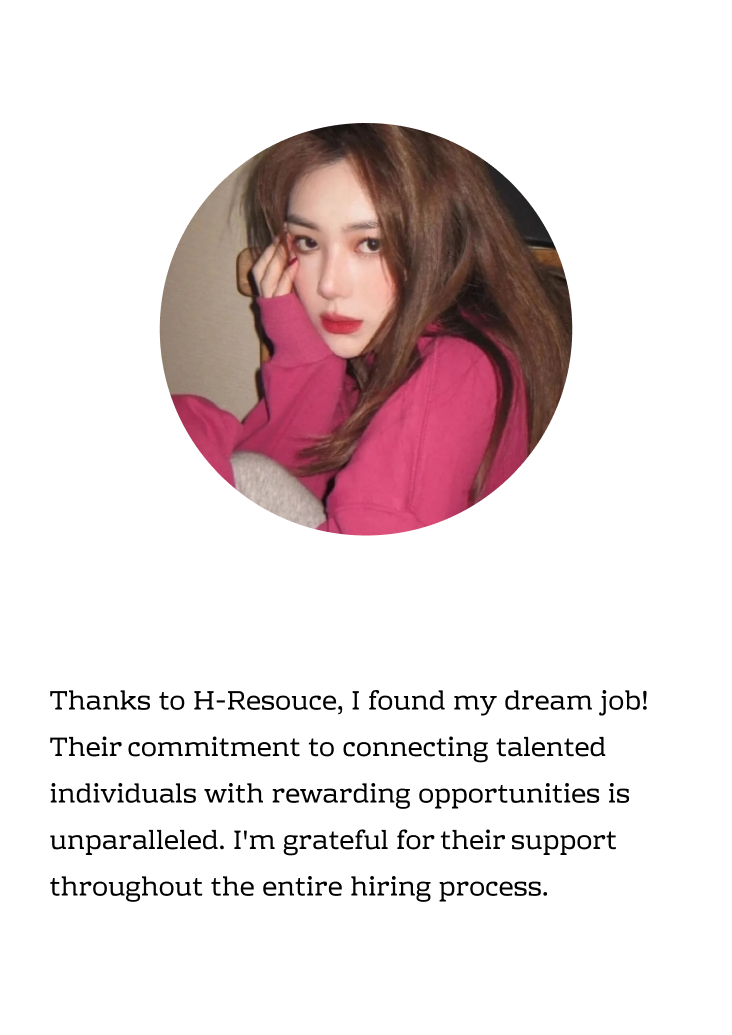 Thanks to H-Resouce, I found my dream job!
Their commitment to connecting talented
individuals with rewarding opportunities is
unparalleled. I'm grateful for their support
throughout the entire hiring process.